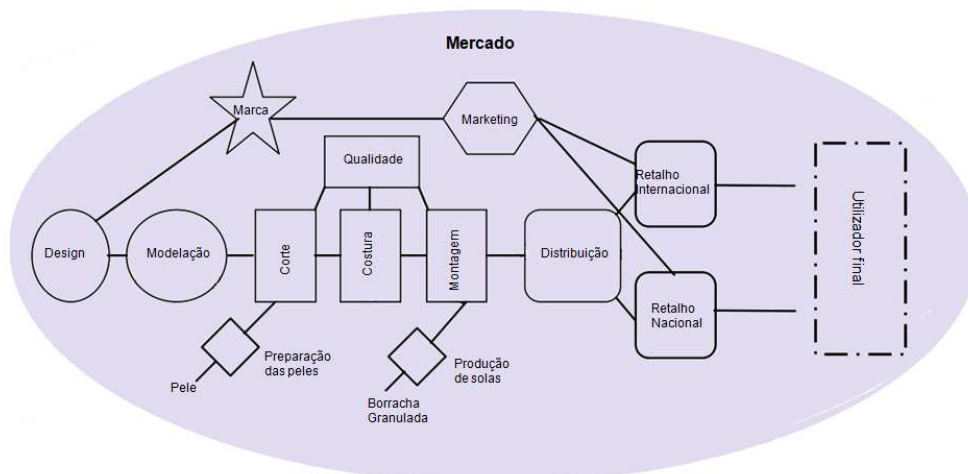 Mercado
Marca
Marketing
Qualidade
Retalho
Internacional
Design
Modelação
Corte
Costura
Montagem
Distribuição
Utilizador final
Retalho
Nacional
Preparação
das peles
Pele
Produção
de solas
Borracha
Granulada